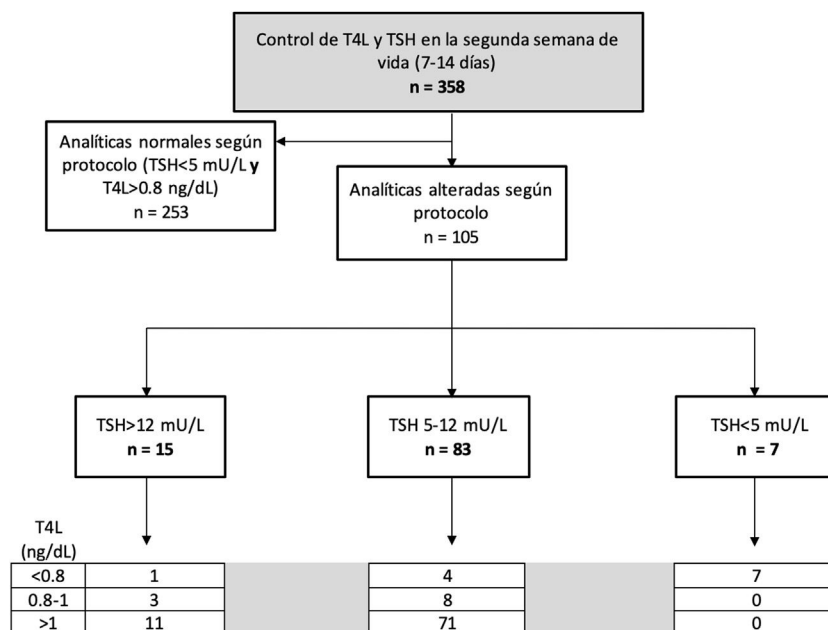 Control de T4L y TSH en la segunda semana de
vida (7-14 días)
n = 358
Analíticas normales según
protocolo (TSH<5 mU/L y
T4L>0.8 ng/dL)
n = 253
Analíticas alteradas según
protocolo
n = 105
TSH>12 mU/L
n = 15
TSH 5-12 mU/L
n = 83
TSH<5 mU/L
n = 7
T4L
(ng/dL)
<0.8 1 4 7
0.8-1 3 8 0
>1 11 71 0